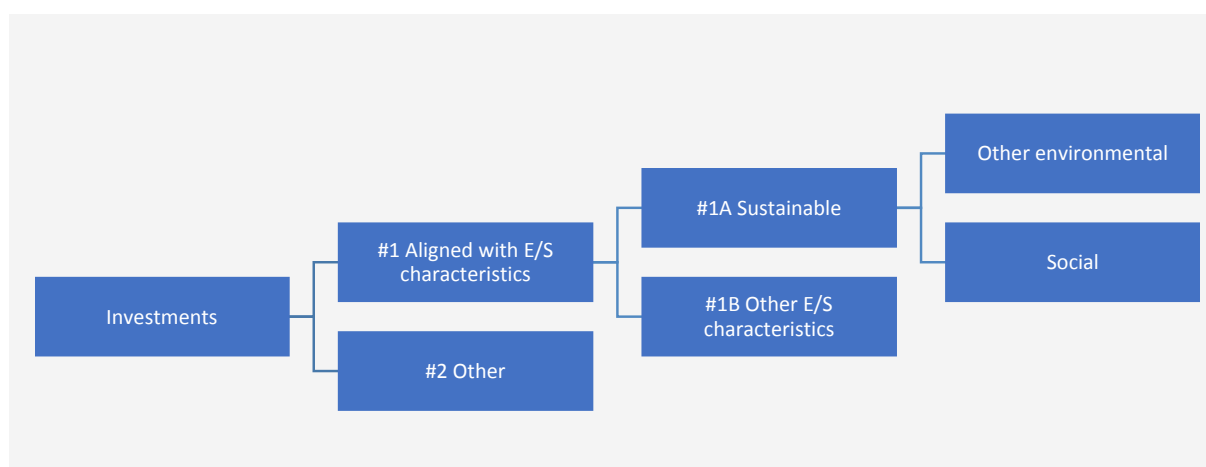 Other environmental
#1A Sustainable
#1 Aligned with E/S
characteristics
Social
Investments
#1B Other E/S
characteristics
#2 Other